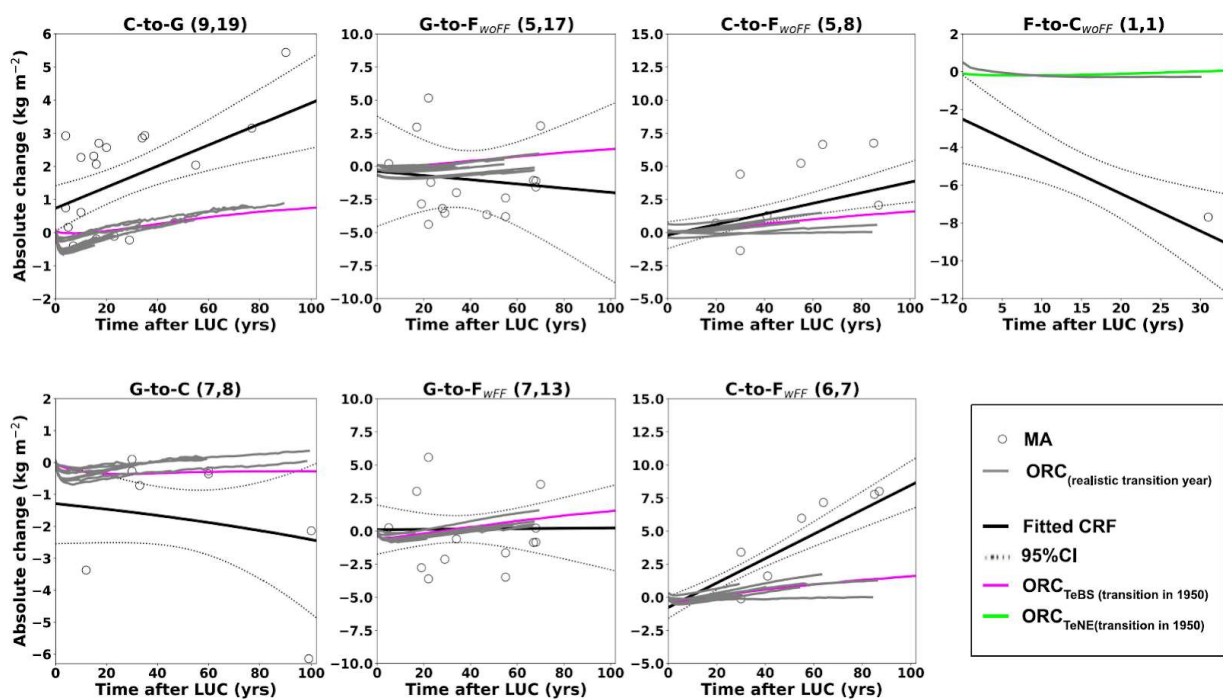 C-to-G (9,19)
G-to-F_woFF (5,17)
C-to-F_woFF (5,8)
F-to-C_woFF (1,1)
Absolute change (kg m⁻²)
6
5
4
3
2
1
0
−1
−2
10.0
7.5
5.0
2.5
0.0
−2.5
−5.0
−7.5
−10.0
15.0
12.5
10.0
7.5
5.0
2.5
0.0
−2.5
−5.0
2
0
−2
−4
−6
−8
−10
−12
0 20 40 60 80 100
0 20 40 60 80 100
0 20 40 60 80 100
0 5 10 15 20 25 30
Time after LUC (yrs)
Time after LUC (yrs)
Time after LUC (yrs)
Time after LUC (yrs)
G-to-C (7,8)
G-to-F_wFF (7,13)
C-to-F_wFF (6,7)
Absolute change (kg m⁻²)
2
1
0
−1
−2
−3
−4
−5
−6
10.0
7.5
5.0
2.5
0.0
−2.5
−5.0
−7.5
−10.0
15.0
12.5
10.0
7.5
5.0
2.5
0.0
−2.5
−5.0
0 20 40 60 80 100
0 20 40 60 80 100
0 20 40 60 80 100
Time after LUC (yrs)
Time after LUC (yrs)
Time after LUC (yrs)
MA
ORC(realistic transition year)
Fitted CRF
95%CI
ORC_TeBS (transition in 1950)
ORC_TeNE(transition in 1950)